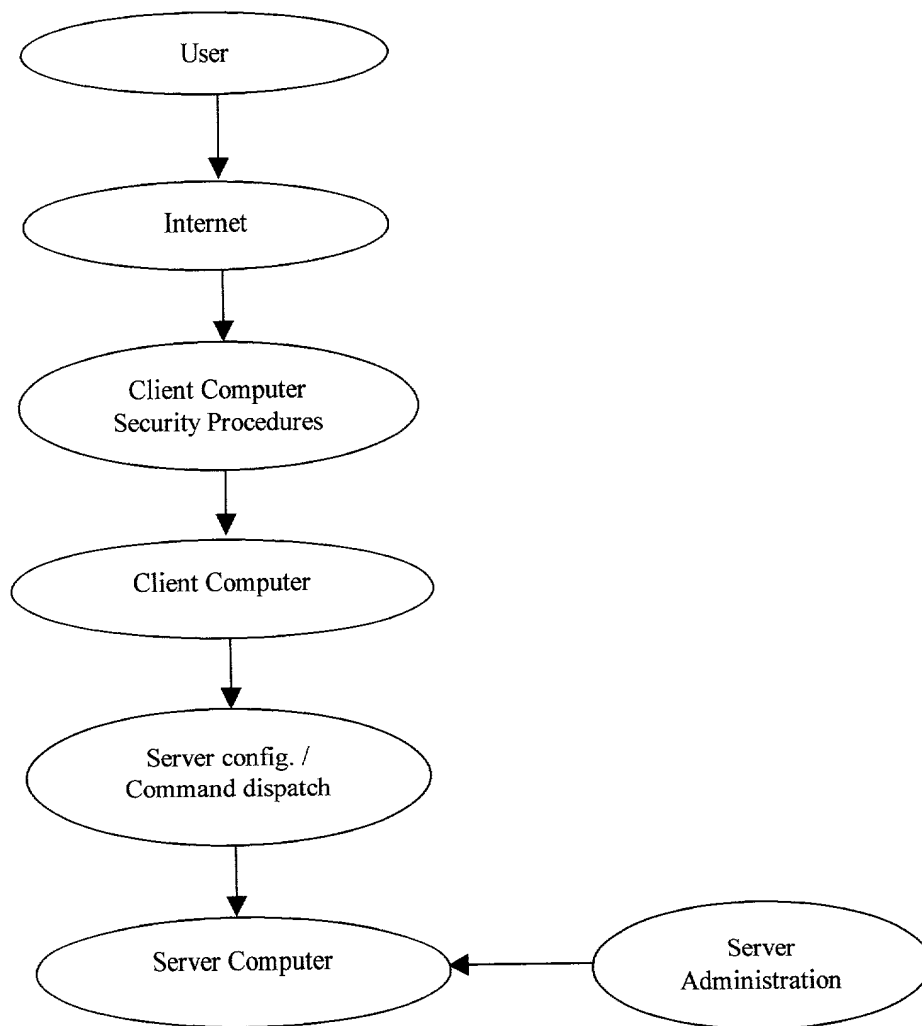 User
Internet
Client Computer
Security Procedures
Client Computer
Server config. /
Command dispatch
Server Computer
Server
Administration